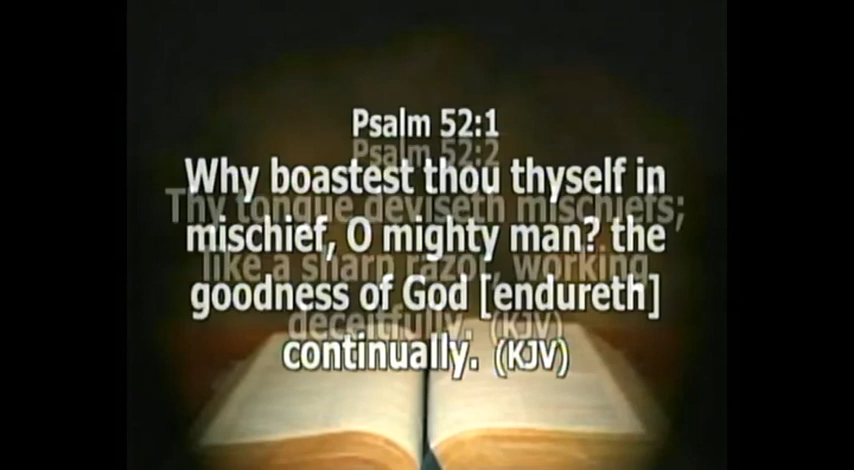 Psalm 52:1
Why boastest thou thyself in
mischief, O mighty man? the
goodness of God [endureth]
continually. (KJV)
Psalm 52:2
Thy tongue deviseth mischiefs;
like a sharp razor, working
deceitfully. (KJV)